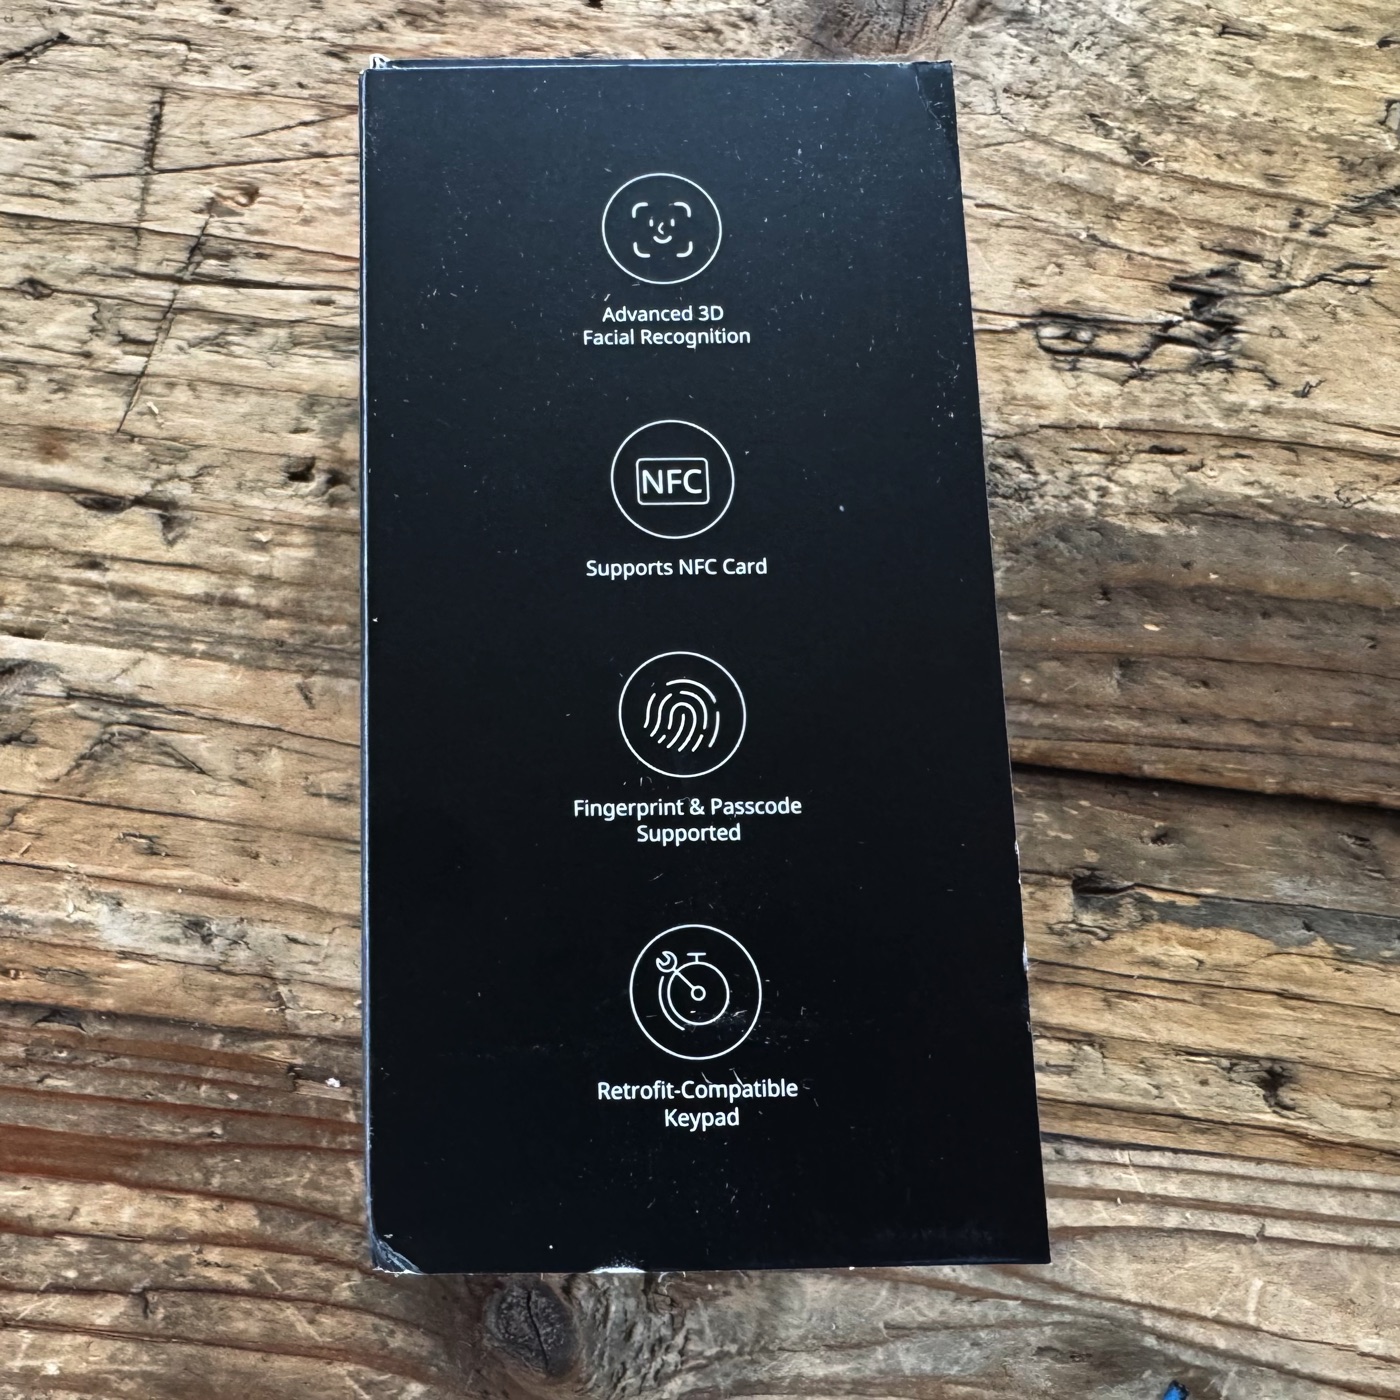 Advanced 3D
Facial Recognition
NFC
Supports NFC Card
Fingerprint & Passcode
Supported
Retrofit-Compatible
Keypad